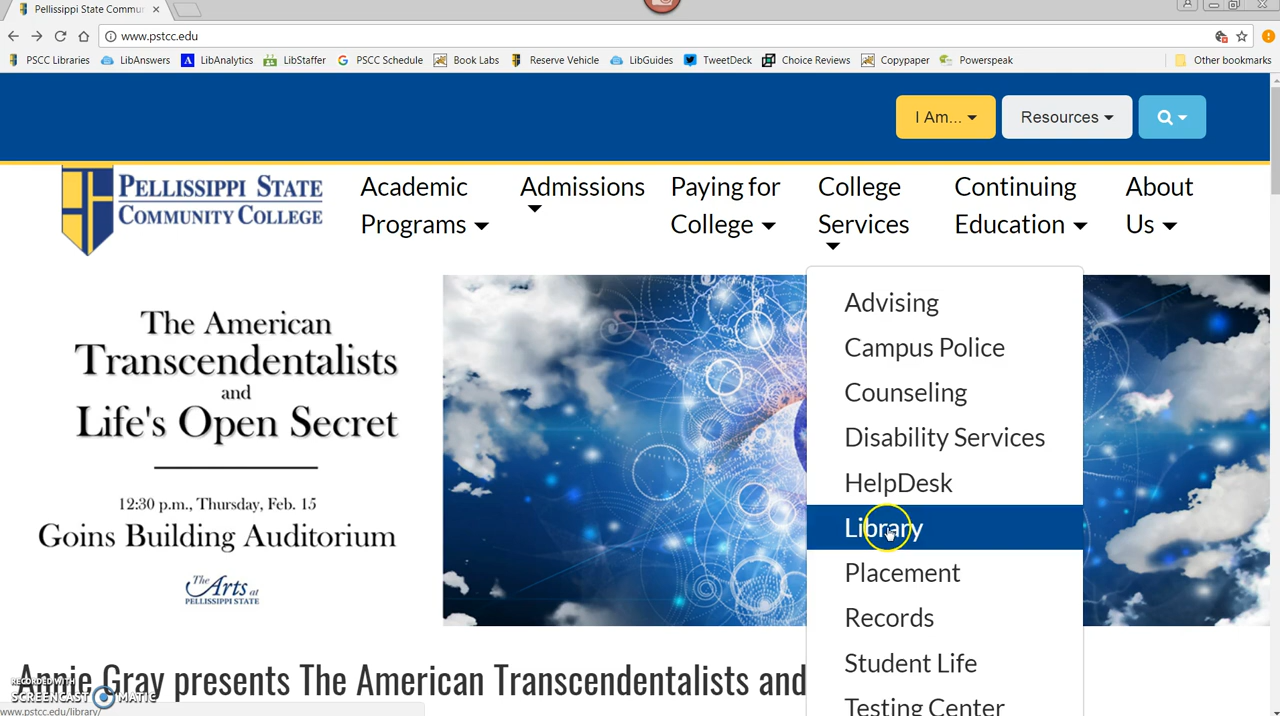 Pellissippi State Commu
www.pstcc.edu
PSCC Libraries LibAnswers LibAnalytics LibStaffer PSCC Schedule Book Labs Reserve Vehicle LibGuides TweetDeck Choice Reviews Copypaper Powerspeak Other bookmarks
I Am... Resources
PELLISSIPPI STATE
COMMUNITY COLLEGE
Academic
Programs
Admissions
Paying for
College
College
Services
Continuing
Education
About
Us
Advising
Campus Police
Counseling
Disability Services
HelpDesk
Library
Placement
Records
Student Life
Testing Center
The American
Transcendentalists
and
Life's Open Secret
12:30 p.m., Thursday, Feb. 15
Goins Building Auditorium
The Arts at
PELLISSIPPI STATE
Annie Gray presents The American Transcendentalists and
RECORDED WITH
SCREENCAST MATIC
www.pstcc.edu/library/